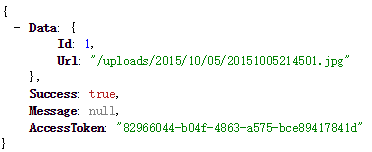 {
- Data: {
Id: 1,
Url: "/uploads/2015/10/05/20151005214501.jpg"
},
Success: true,
Message: null,
AccessToken: "82966044-b04f-4863-a575-bce89417841d"
}